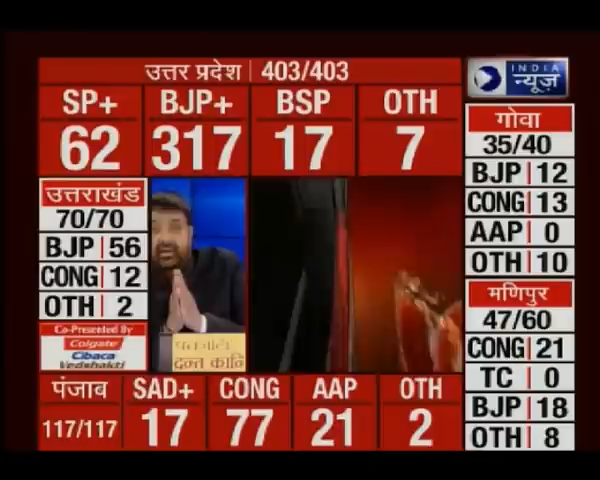 उत्तर प्रदेश | 403/403
SP+ BJP+ BSP OTH
62 317 17 7
INDIA
न्यूज़
गोवा
35/40
BJP 12
CONG 13
AAP 0
OTH 10
उत्तराखंड
70/70
BJP 56
CONG 12
OTH 2
Co-Presented By
Colgate
Cibaca
Vedshakti
दन्त कान्ति
मणिपुर
47/60
CONG 21
TC 0
BJP 18
OTH 8
पंजाब SAD+ CONG AAP OTH
117/117 17 77 21 2